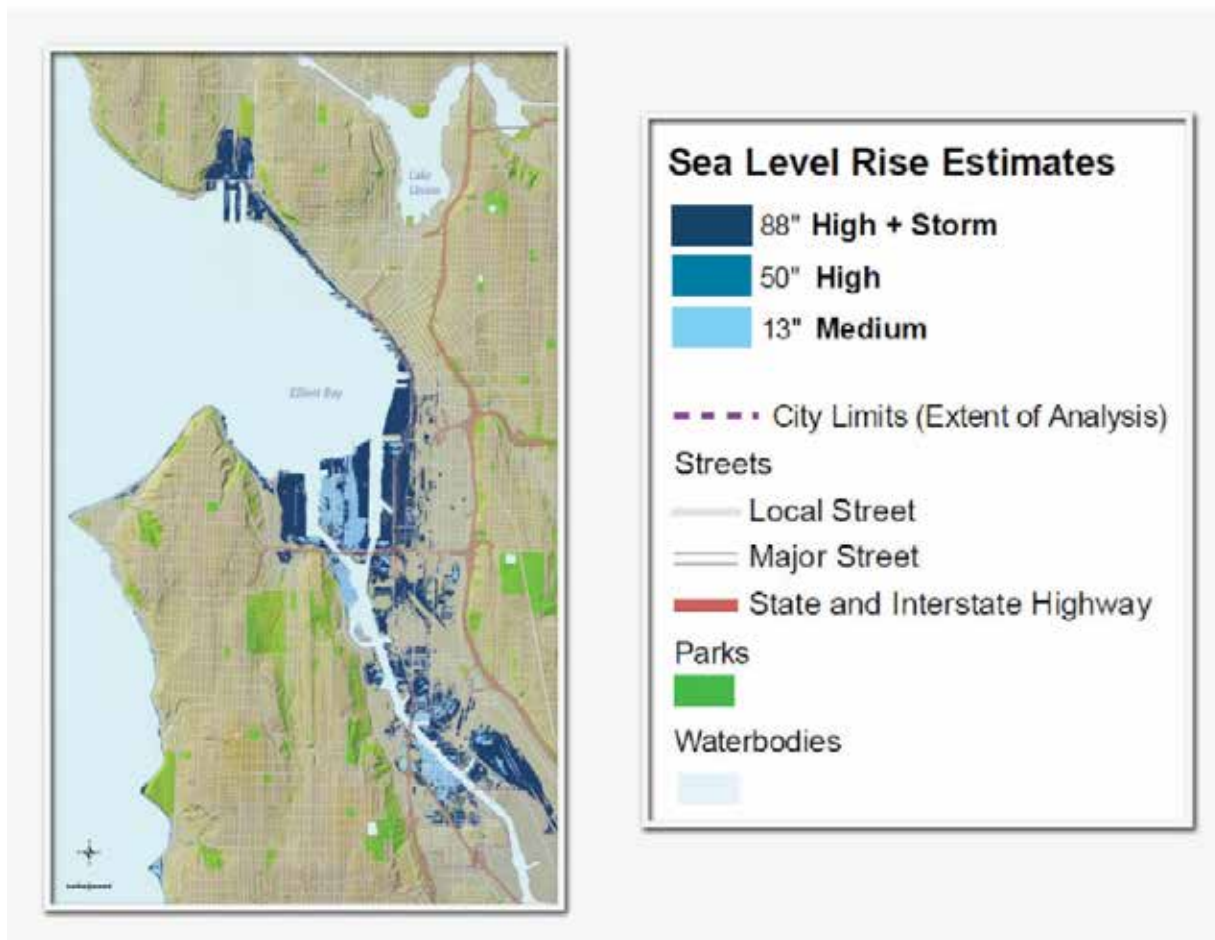 Lake
Union
Elliott Bay
Sea Level Rise Estimates
88" High + Storm
50" High
13" Medium
City Limits (Extent of Analysis)
Streets
Local Street
Major Street
State and Interstate Highway
Parks
Waterbodies